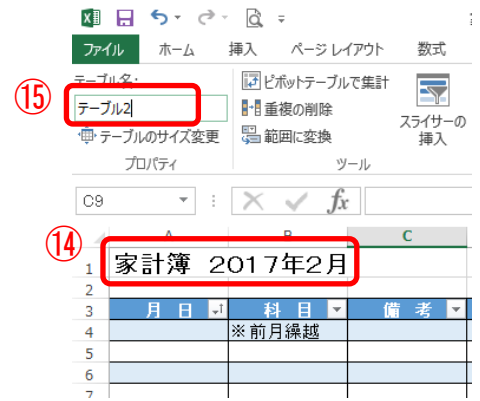 ファイル ホーム 挿入 ページ レイアウト 数式
テーブル名:
⑮ テーブル2
テーブルのサイズ変更
プロパティ
ピボットテーブルで集計
重複の削除
範囲に変換
ツール
スライサーの
挿入
C9 fx
A B C
⑭
1 家計簿 2017年2月
2
3 月 日 科 目 備 考
4 ※前月繰越
5
6
7